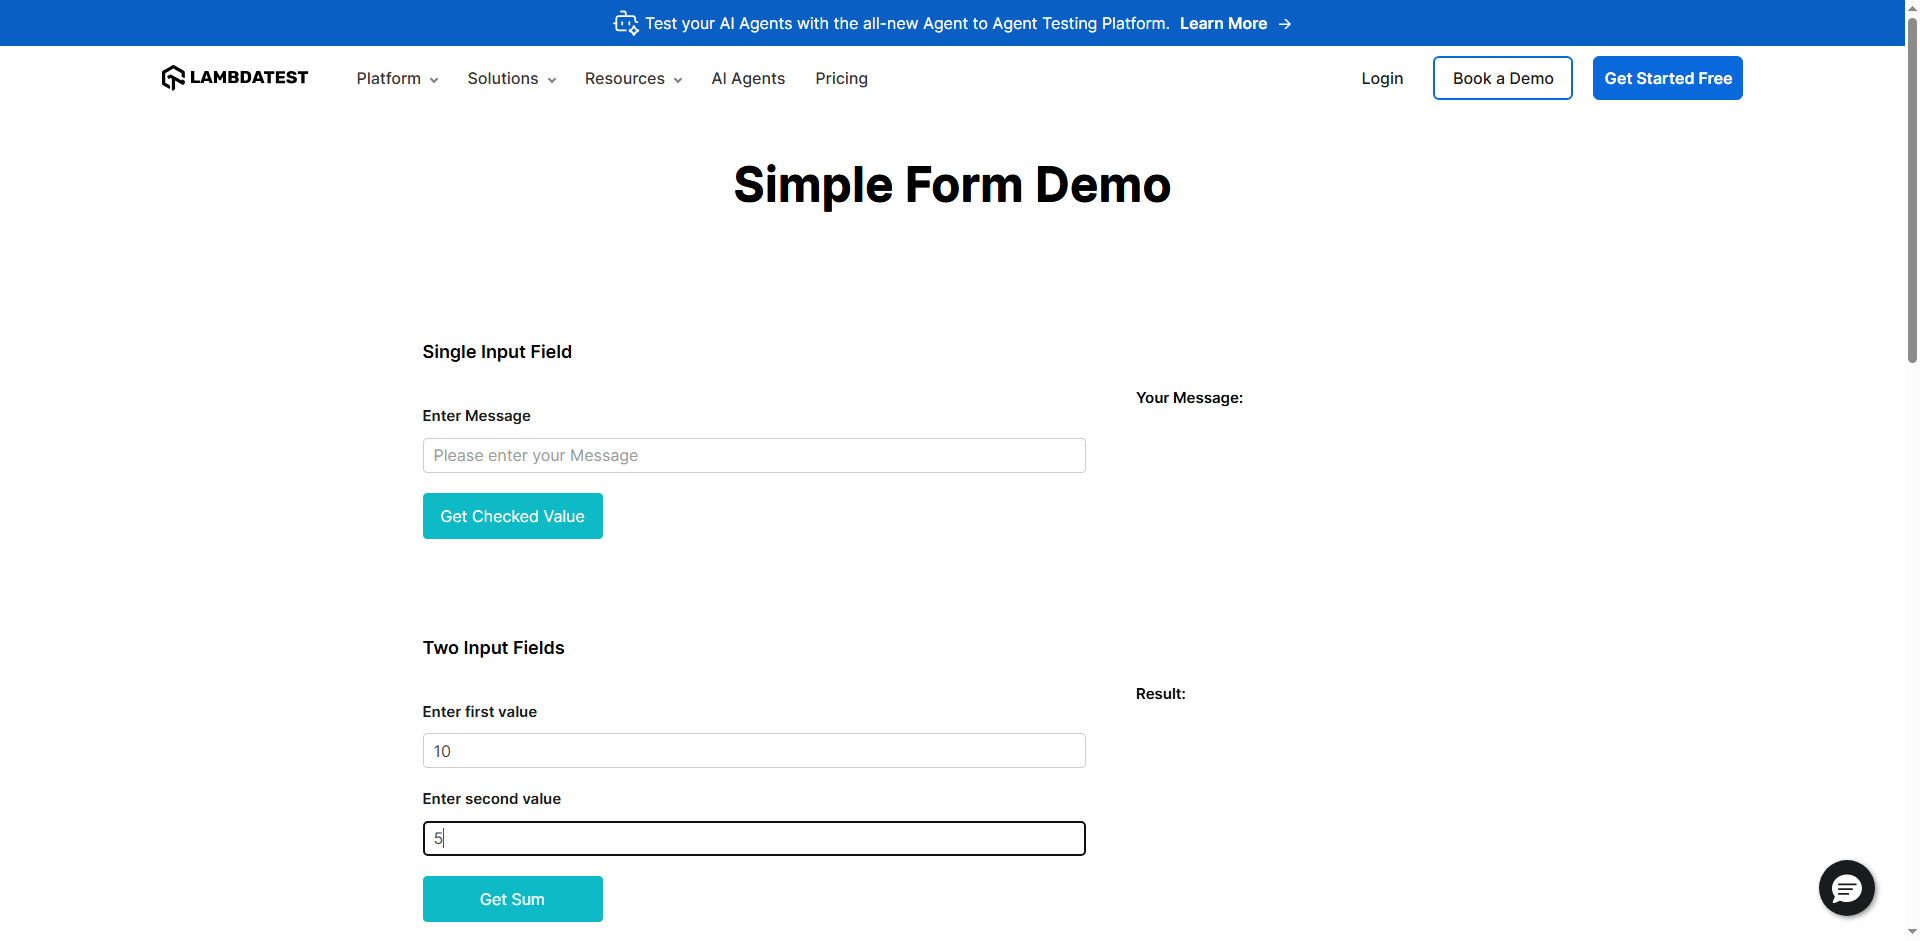 Test your AI Agents with the all-new Agent to Agent Testing Platform. Learn More →
LAMBDATEST Platform Solutions Resources AI Agents Pricing Login Book a Demo Get Started Free
Simple Form Demo
Single Input Field
Your Message:
Enter Message
Please enter your Message
Get Checked Value
Two Input Fields
Result:
Enter first value
10
Enter second value
5
Get Sum